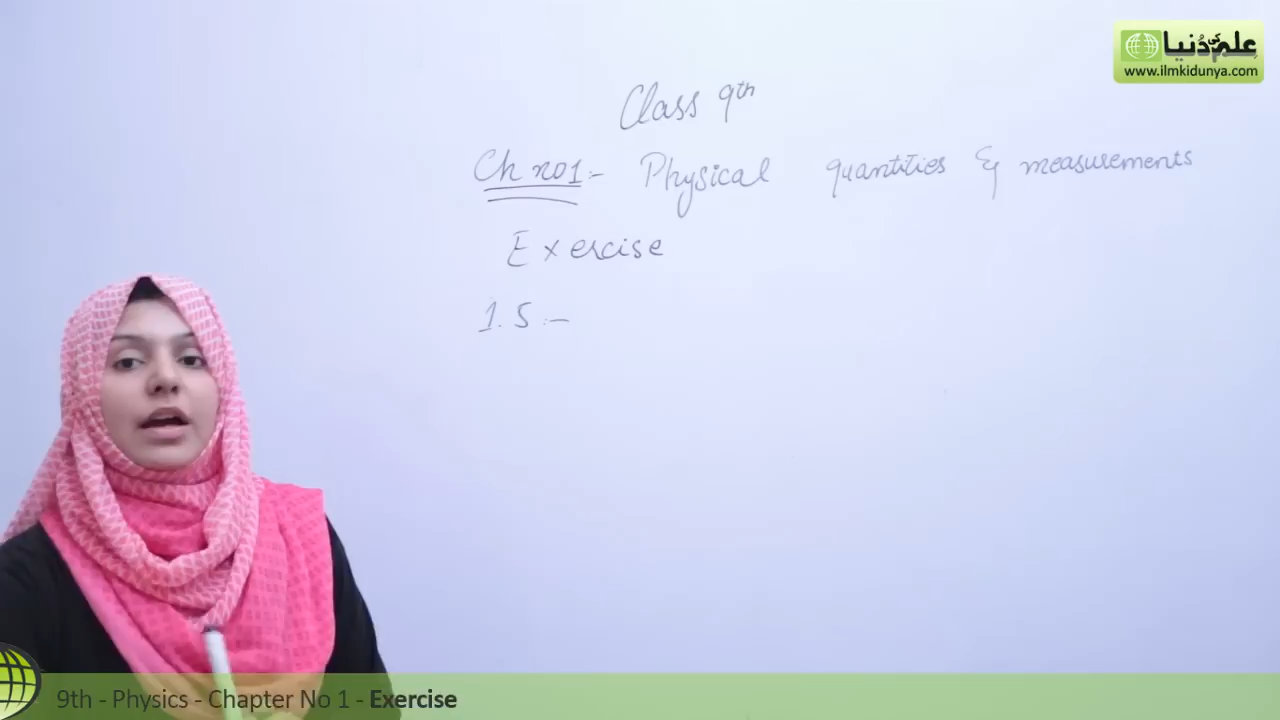 علم کی دنیا
www.ilmkidunya.com
Class 9th
Ch no1:- Physical quantities & measurements
Exercise
1.5:-
9th - Physics - Chapter No 1 - Exercise